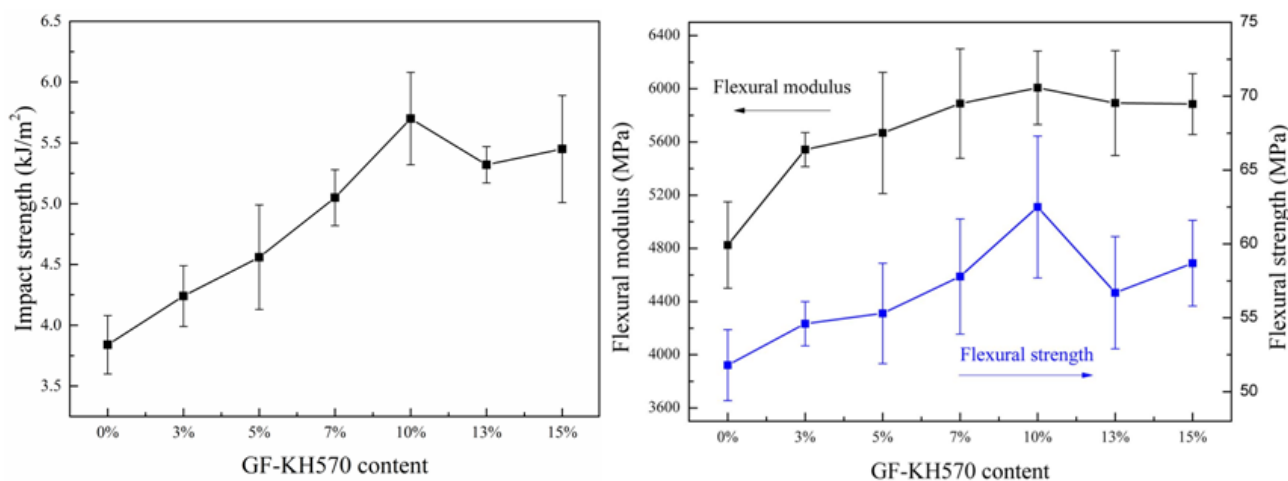 Impact strength (kJ/m²)
6.5
6.0
5.5
5.0
4.5
4.0
3.5
0% 3% 5% 7% 10% 13% 15%
GF-KH570 content
Flexural modulus (MPa)
6400
6000
5600
5200
4800
4400
4000
3600
Flexural modulus
Flexural strength
75
70
65
60
55
50
Flexural strength (MPa)
0% 3% 5% 7% 10% 13% 15%
GF-KH570 content